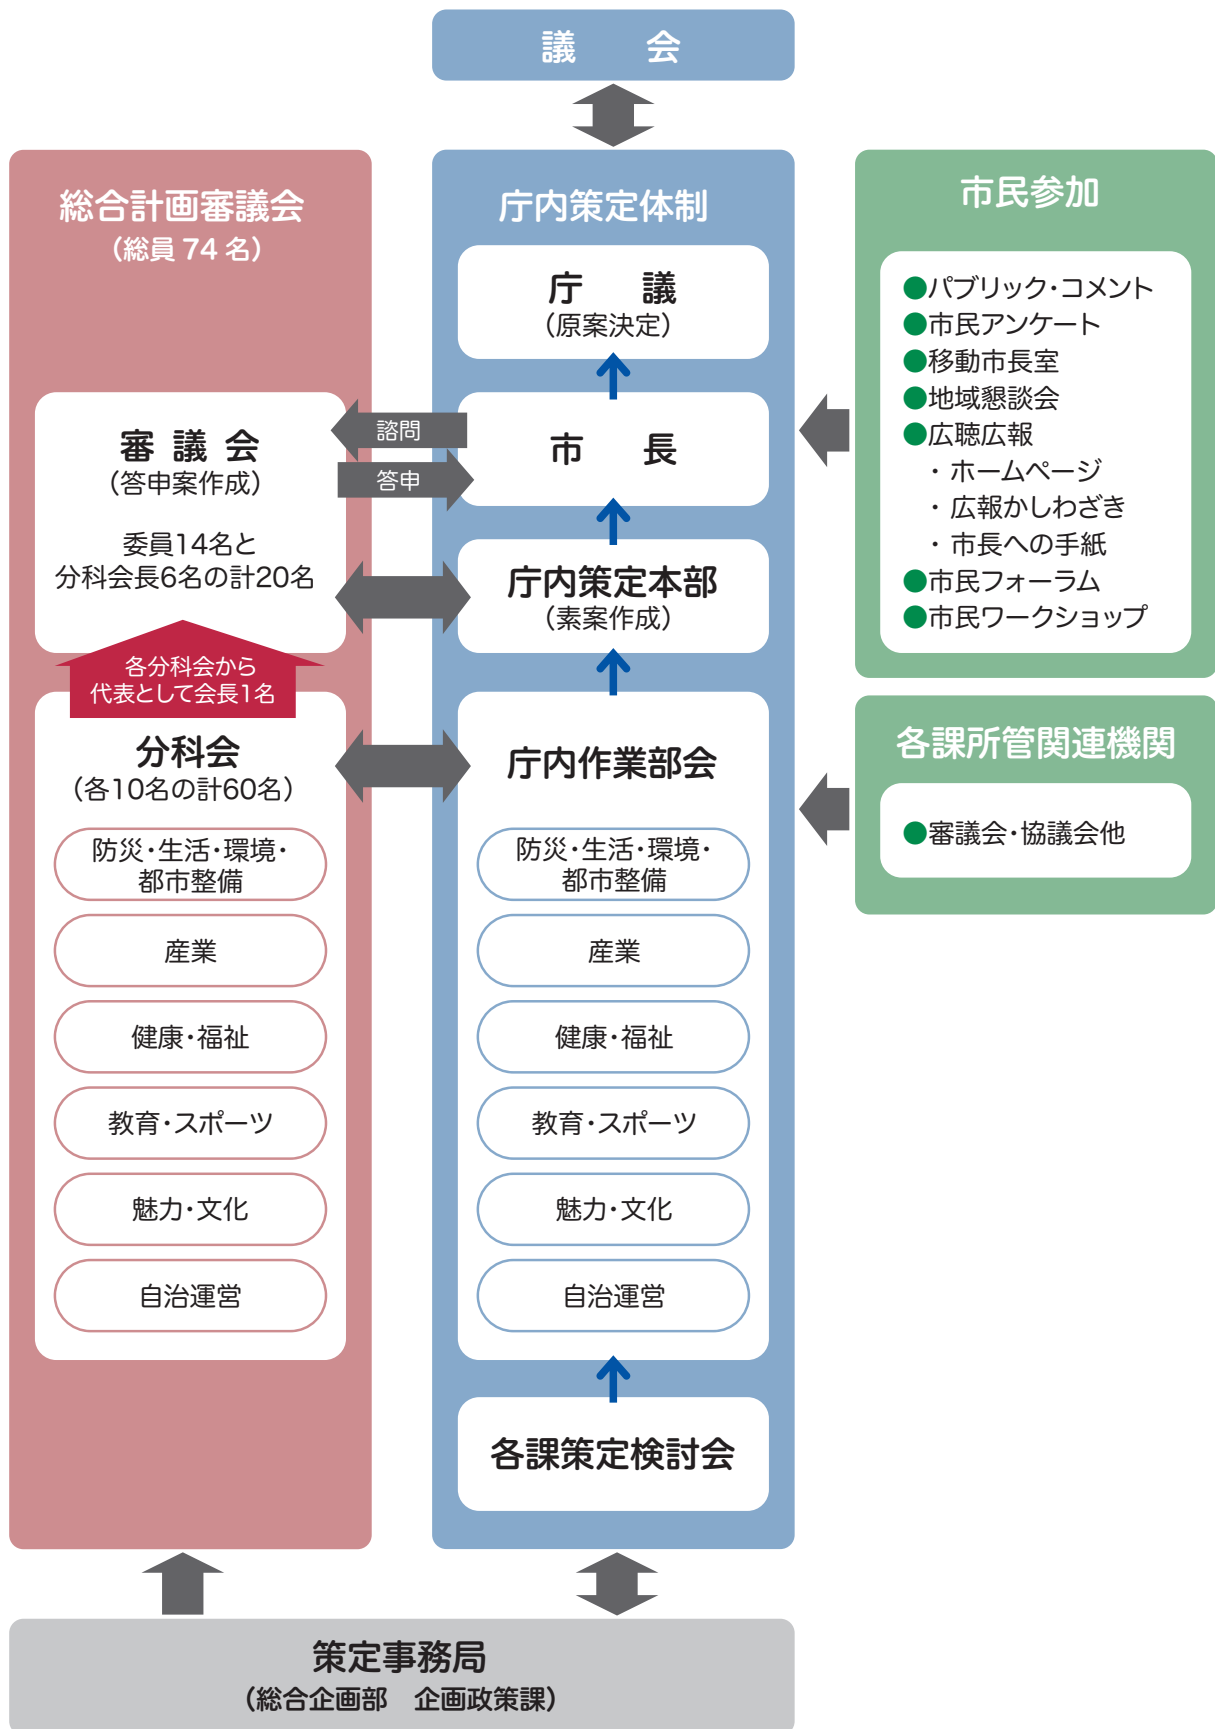 議　会
総合計画審議会
（総員 74 名）
審議会
（答申案作成）
委員14名と
分科会長6名の計20名
各分科会から
代表として会長1名
分科会
（各10名の計60名）
防災・生活・環境・
都市整備
産業
健康・福祉
教育・スポーツ
魅力・文化
自治運営
諮問
答申
庁内策定体制
庁　議
（原案決定）
市　長
庁内策定本部
（素案作成）
庁内作業部会
防災・生活・環境・
都市整備
産業
健康・福祉
教育・スポーツ
魅力・文化
自治運営
各課策定検討会
市民参加
●パブリック・コメント
●市民アンケート
●移動市長室
●地域懇談会
●広聴広報
・ホームページ
・広報かしわざき
・市長への手紙
●市民フォーラム
●市民ワークショップ
各課所管関連機関
●審議会・協議会他
策定事務局
（総合企画部　企画政策課）